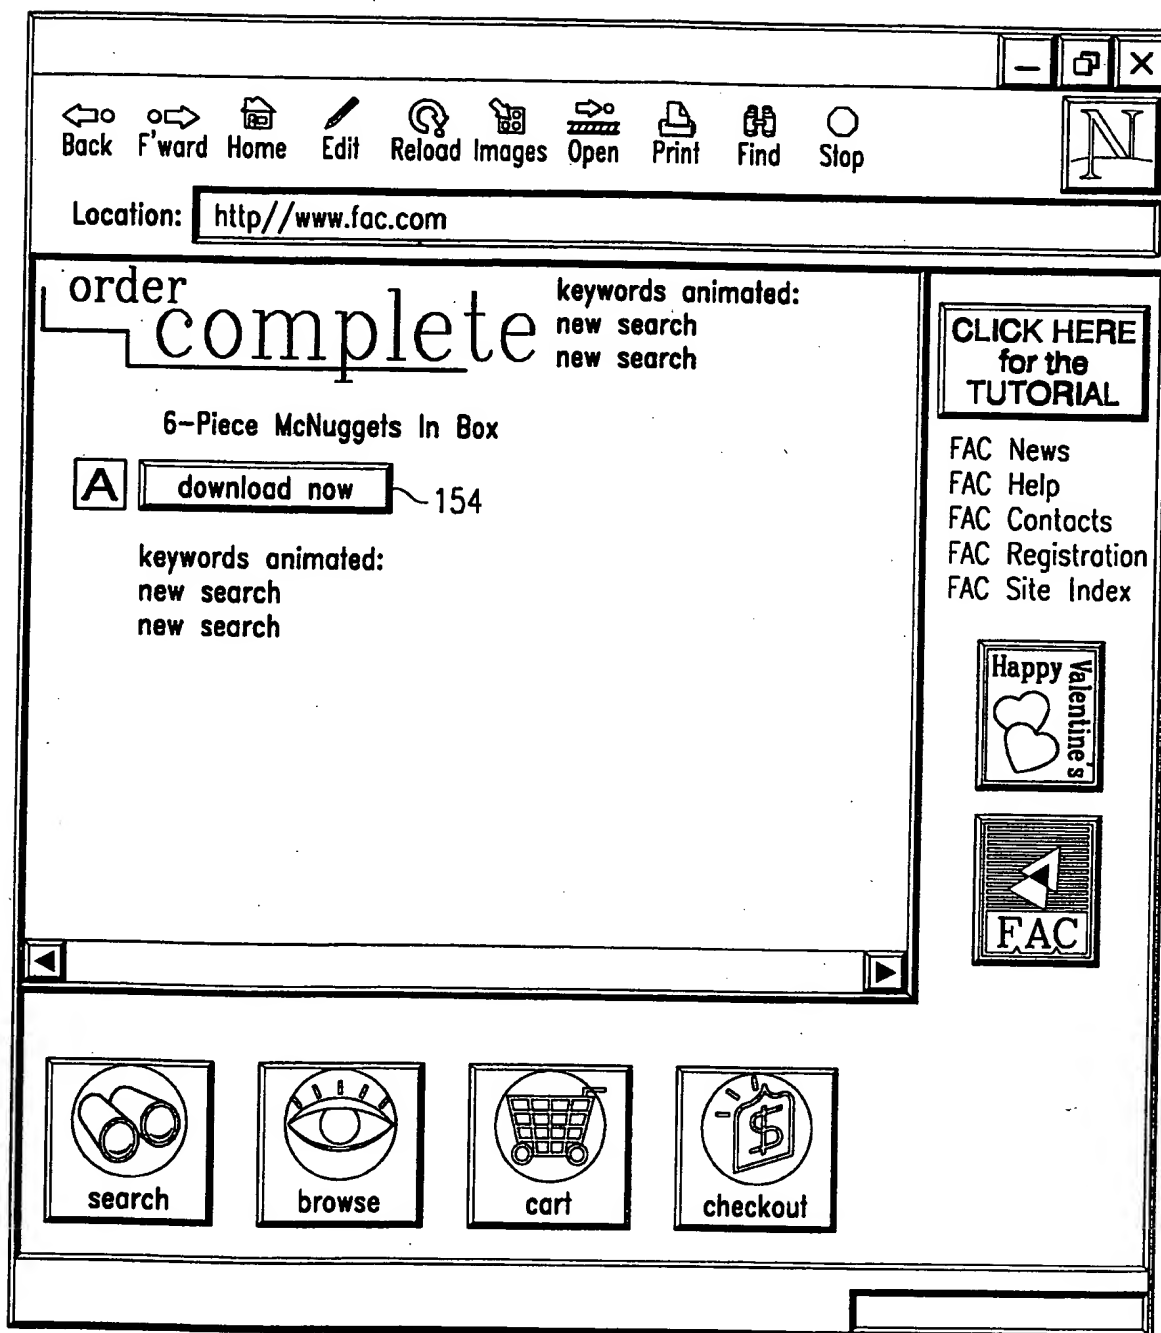 Back F'ward Home Edit Reload Images Open Print Find Stop
N
Location: http//www.fac.com
order
complete
keywords animated:
new search
new search
6-Piece McNuggets In Box
A download now 154
keywords animated:
new search
new search
CLICK HERE
for the
TUTORIAL
FAC News
FAC Help
FAC Contacts
FAC Registration
FAC Site Index
Happy
Valentine's
FAC
search browse cart checkout